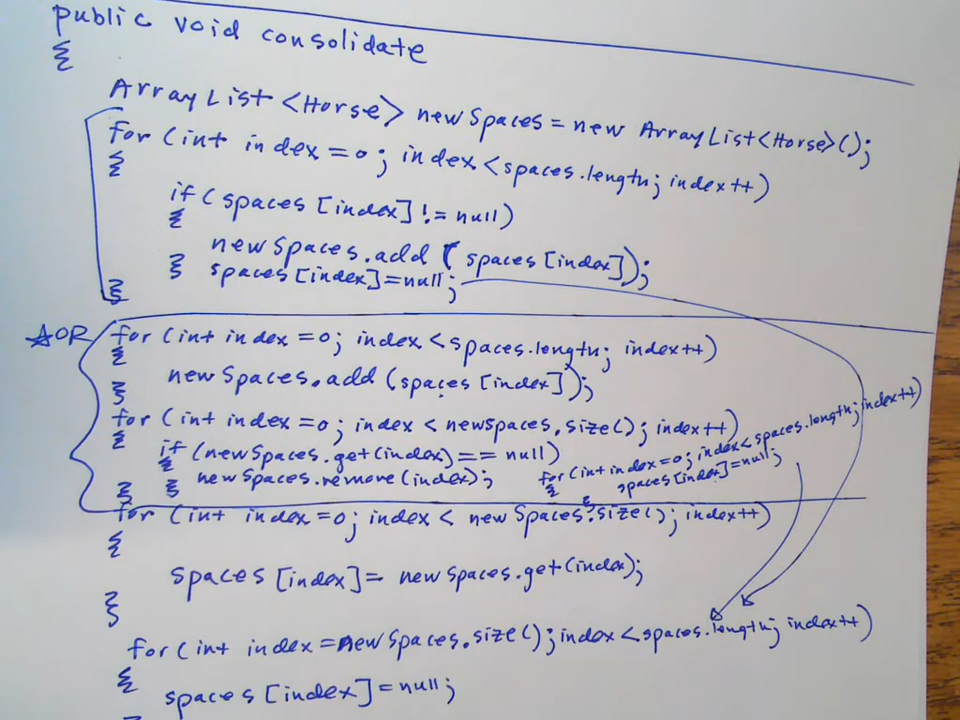 public void consolidate
{
ArrayList <Horse> newSpaces = new ArrayList<Horse>();
for (int index = 0; index < spaces.length; index++)
{
if (spaces [index] != null)
{
newSpaces.add (spaces [index]);
} spaces [index] = null;
}
☆OR for (int index = 0; index < spaces.length; index++)
{
newSpaces.add (spaces [index]);
}
for (int index = 0; index < newSpaces.size(); index++)
{ if (newSpaces.get(index) == null)
{ newSpaces.remove (index);
} }
for (int index = 0; index < spaces.length; index++)
{ spaces [index] = null;
}
for (int index = 0; index < newSpaces.size(); index++)
{
spaces [index] = newSpaces.get(index);
}
for (int index = newSpaces.size(); index < spaces.length; index++)
{
spaces [index] = null;
}